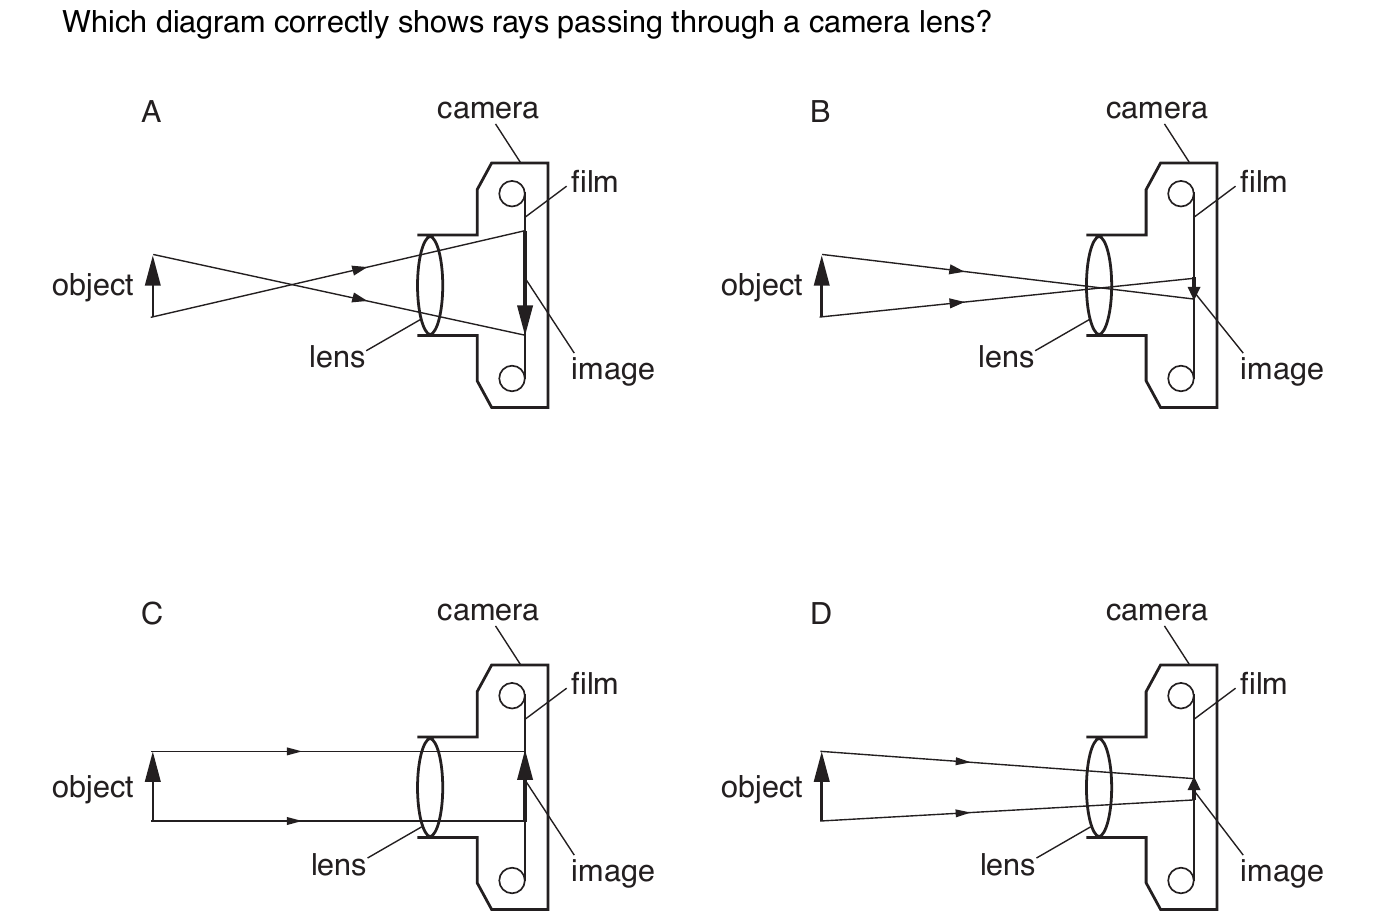 Which diagram correctly shows rays passing through a camera lens?
A
camera
film
object
lens
image
B
camera
film
object
lens
image
C
camera
film
object
lens
image
D
camera
film
object
lens
image